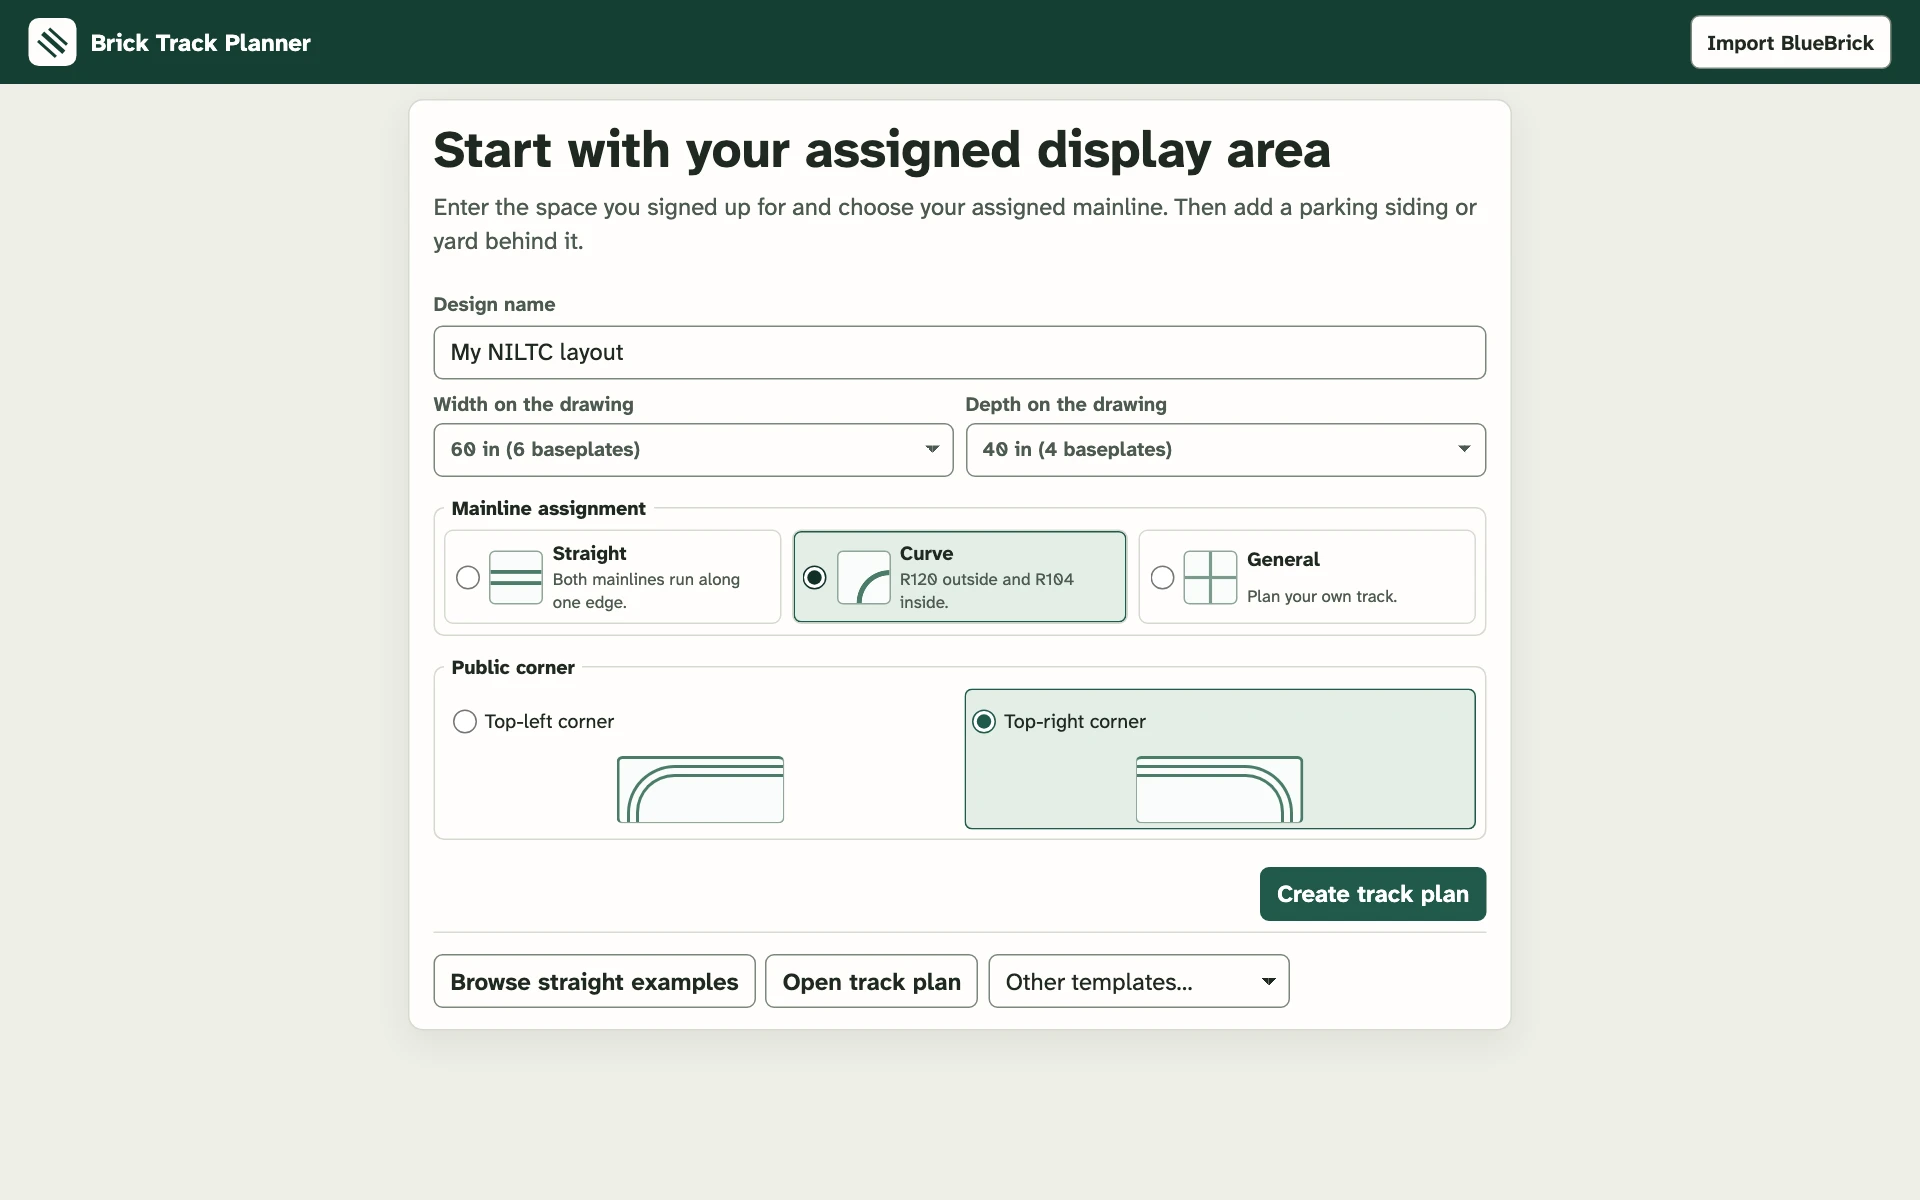 Brick Track Planner
Import BlueBrick
Start with your assigned display area
Enter the space you signed up for and choose your assigned mainline. Then add a parking siding or
yard behind it.
Design name
My NILTC layout
Width on the drawing
Depth on the drawing
60 in (6 baseplates)
40 in (4 baseplates)
Mainline assignment
Straight
Both mainlines run along
one edge.
Curve
R120 outside and R104
inside.
General
Plan your own track.
Public corner
Top-left corner
Top-right corner
Create track plan
Browse straight examples
Open track plan
Other templates...